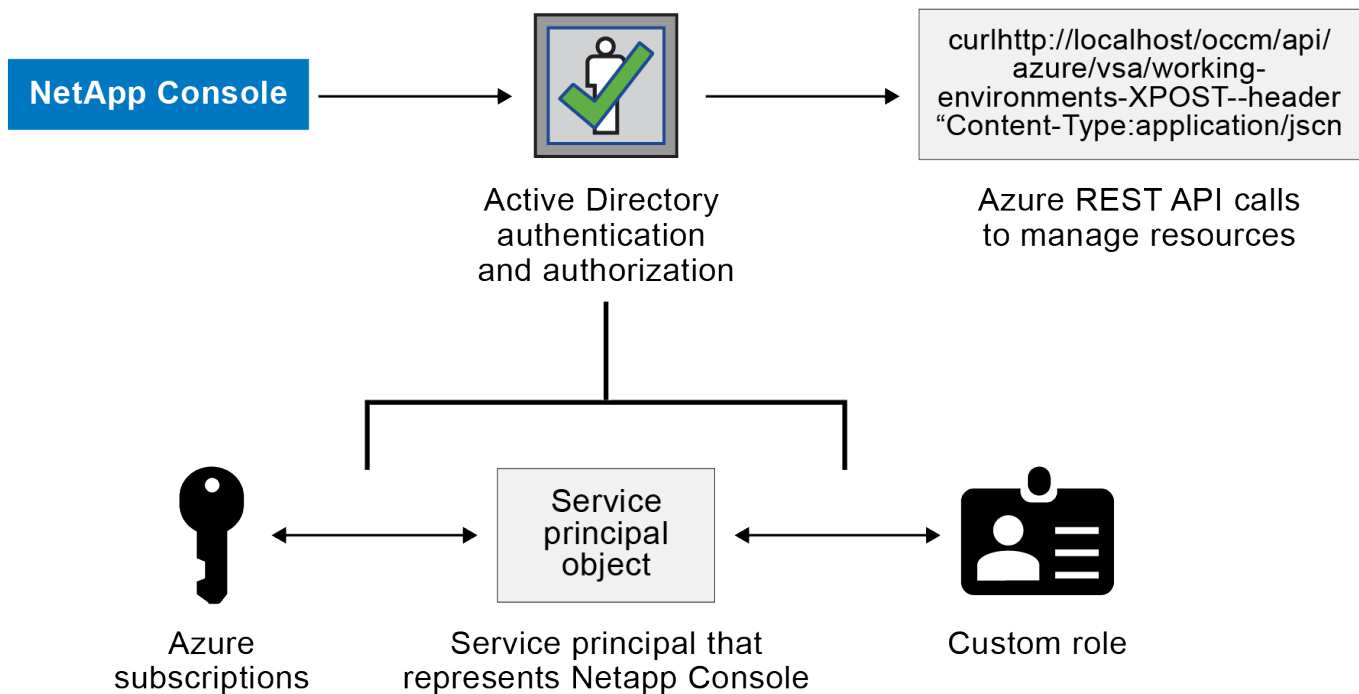 NetApp Console
curlhttp://localhost/occm/api/
azure/vsa/working-
environments-XPOST--header
“Content-Type:application/jscn
Active Directory
authentication
and authorization
Azure REST API calls
to manage resources
Service
principal
object
Azure
subscriptions
Service principal that
represents Netapp Console
Custom role